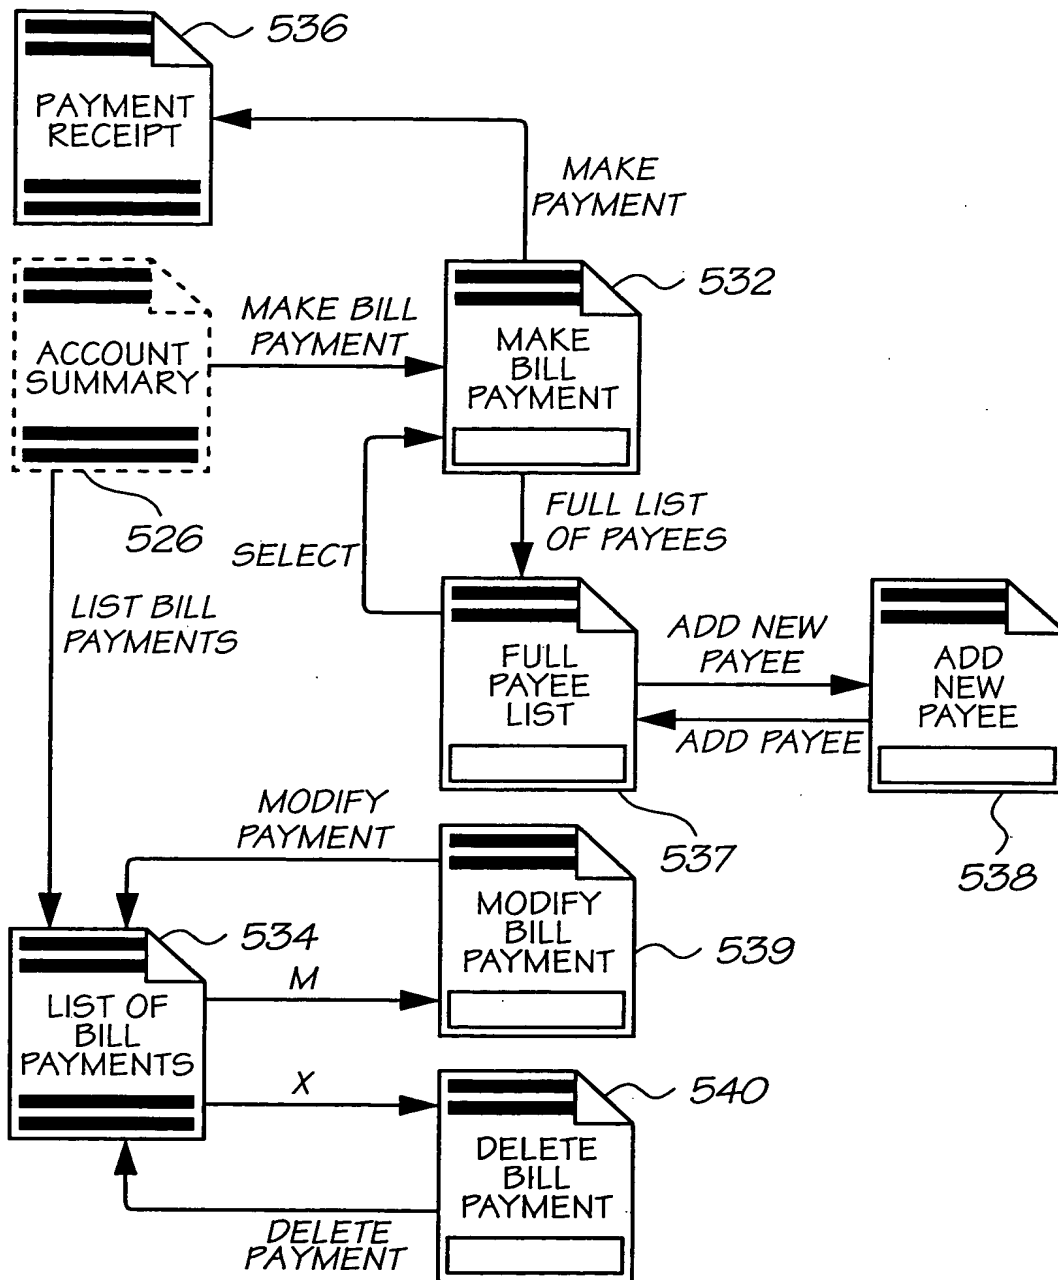 536
PAYMENT
RECEIPT
MAKE
PAYMENT
532
MAKE BILL
PAYMENT
ACCOUNT
SUMMARY
MAKE
BILL
PAYMENT
526
FULL LIST
OF PAYEES
SELECT
LIST BILL
PAYMENTS
FULL
PAYEE
LIST
ADD NEW
PAYEE
ADD
NEW
PAYEE
ADD PAYEE
537
538
MODIFY
PAYMENT
MODIFY
BILL
PAYMENT
539
534
LIST OF
BILL
PAYMENTS
M
X
540
DELETE
BILL
PAYMENT
DELETE
PAYMENT